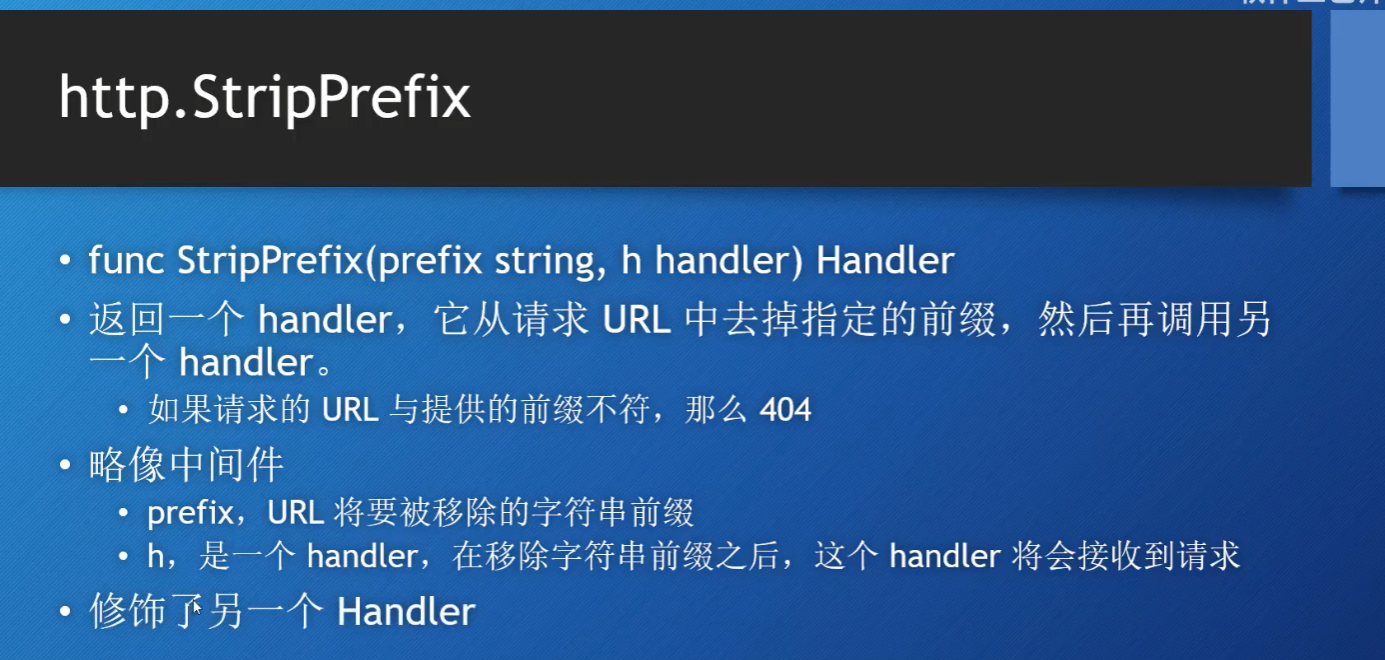 http.StripPrefix
• func StripPrefix(prefix string, h handler) Handler
• 返回一个 handler，它从请求 URL 中去掉指定的前缀，然后再调用另
一个 handler。
• 如果请求的 URL 与提供的前缀不符，那么 404
• 略像中间件
• prefix，URL 将要被移除的字符串前缀
• h，是一个 handler，在移除字符串前缀之后，这个 handler 将会接收到请求
• 修饰了另一个 Handler